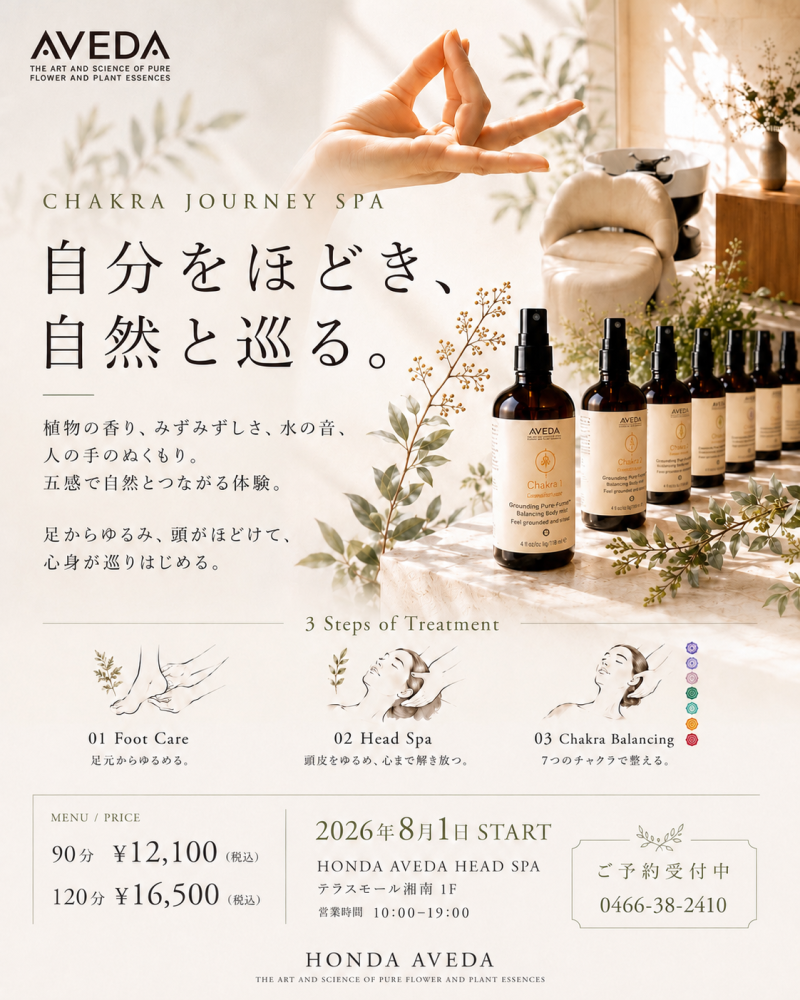 AVEDA
THE ART AND SCIENCE OF PURE
FLOWER AND PLANT ESSENCES
CHAKRA JOURNEY SPA
自分をほどき、
自然と巡る。
植物の香り、みずみずしさ、水の音、
人の手のぬくもり。
五感で自然とつながる体験。
足からゆるみ、頭がほどけて、
心身が巡りはじめる。
AVEDA
Chakra 1
Grounding Pure-Fume™
Balancing Body mist
Feel grounded and
AVEDA
Chakra
AVEDA
AVEDA
3 Steps of Treatment
01 Foot Care
足元からゆるめる。
02 Head Spa
頭皮をゆるめ、心まで解き放つ。
03 Chakra Balancing
7つのチャクラで整える。
MENU / PRICE
90分 ¥12,100 (税込)
120分 ¥16,500 (税込)
2026年8月1日 START
HONDA AVEDA HEAD SPA
テラスモール湘南 1F
営業時間 10:00–19:00
ご予約受付中
0466-38-2410
HONDA AVEDA
THE ART AND SCIENCE OF PURE FLOWER AND PLANT ESSENCES